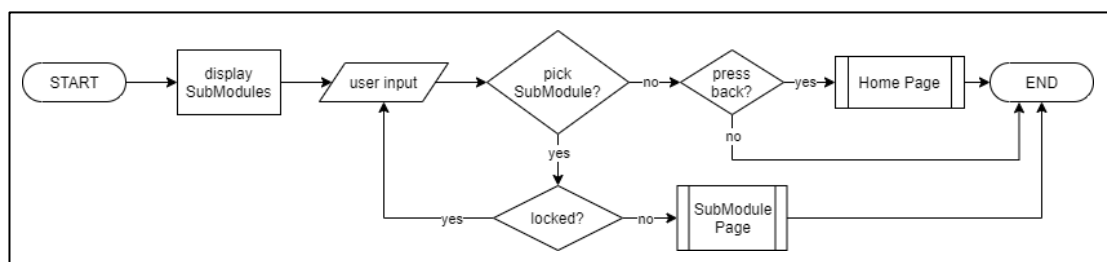 START
display
SubModules
user input
pick
SubModule?
no
press
back?
yes
Home Page
END
no
yes
locked?
yes
no
SubModule
Page